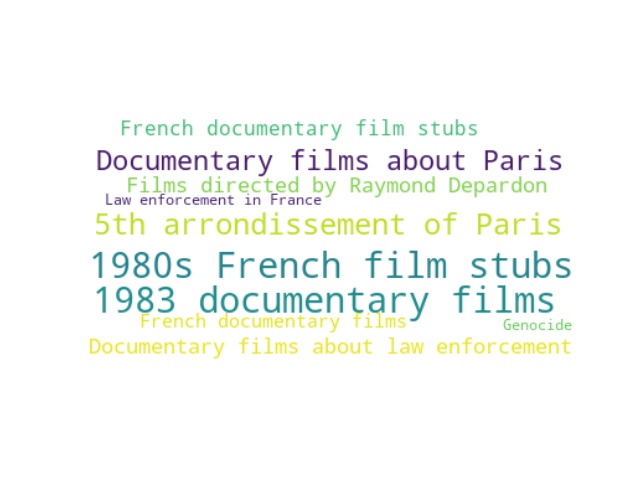 French documentary film stubs
Documentary films about Paris
Films directed by Raymond Depardon
Law enforcement in France
5th arrondissement of Paris
1980s French film stubs
1983 documentary films
French documentary films
Genocide
Documentary films about law enforcement